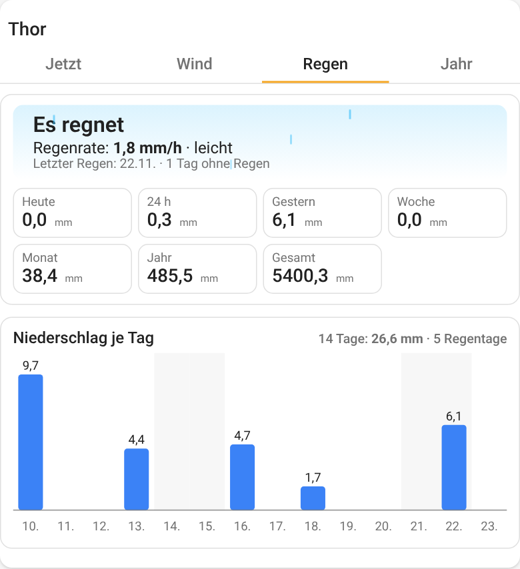 Thor
Jetzt Wind Regen Jahr
Es regnet
Regenrate: 1,8 mm/h · leicht
Letzter Regen: 22.11. · 1 Tag ohne Regen
Heute 24 h Gestern Woche
0,0 mm 0,3 mm 6,1 mm 0,0 mm
Monat Jahr Gesamt
38,4 mm 485,5 mm 5400,3 mm
Niederschlag je Tag 14 Tage: 26,6 mm · 5 Regentage
9,7 4,4 4,7 1,7 6,1
10. 11. 12. 13. 14. 15. 16. 17. 18. 19. 20. 21. 22. 23.